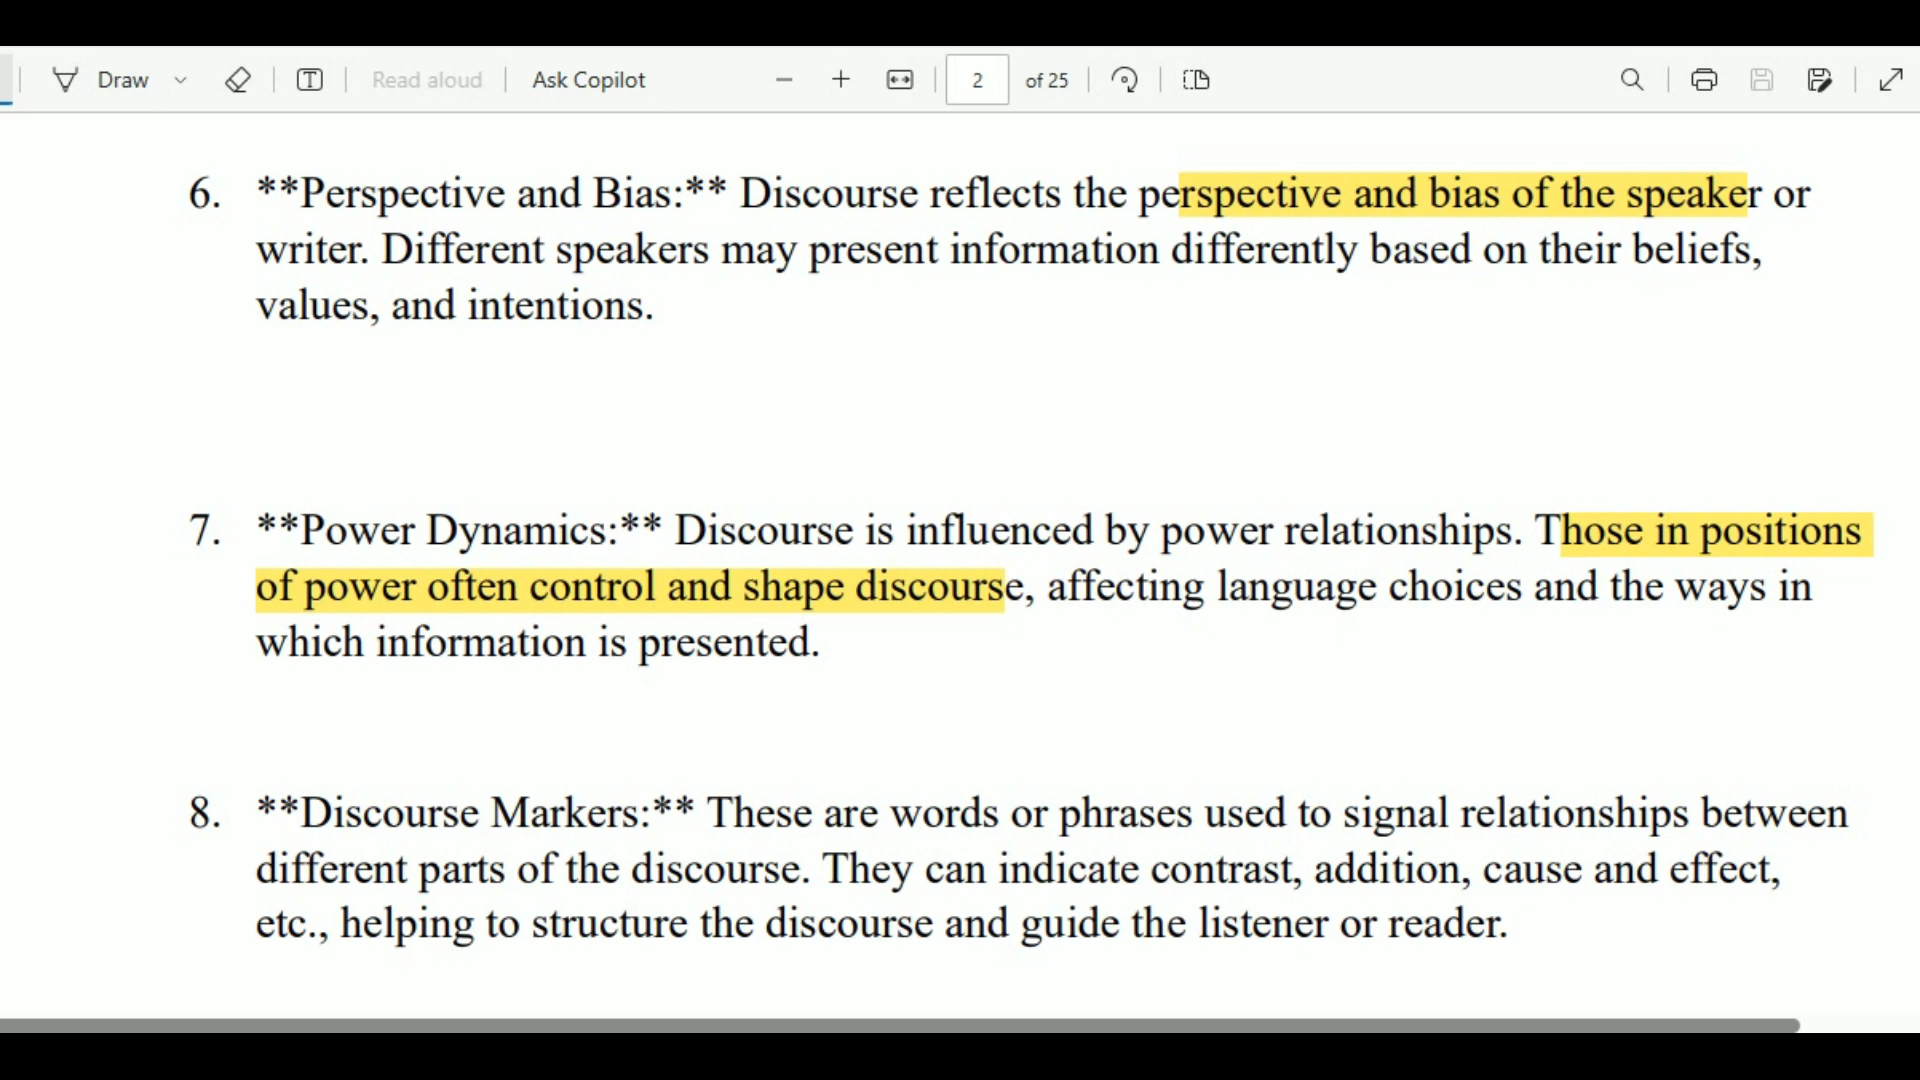 Draw Read aloud Ask Copilot 2 of 25
6. **Perspective and Bias:** Discourse reflects the perspective and bias of the speaker or
writer. Different speakers may present information differently based on their beliefs,
values, and intentions.
7. **Power Dynamics:** Discourse is influenced by power relationships. Those in positions
of power often control and shape discourse, affecting language choices and the ways in
which information is presented.
8. **Discourse Markers:** These are words or phrases used to signal relationships between
different parts of the discourse. They can indicate contrast, addition, cause and effect,
etc., helping to structure the discourse and guide the listener or reader.